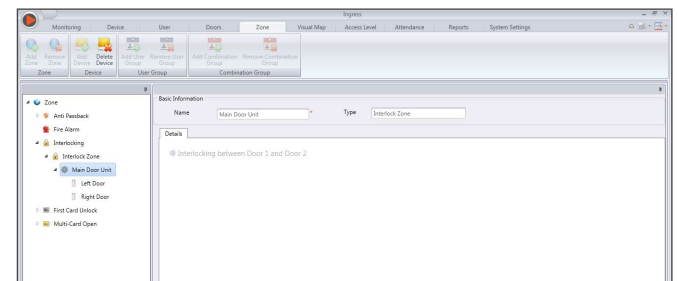 Ingress
Monitoring Device User Doors Zone Visual Map Access Level Attendance Reports System Settings
Add Zone Remove Zone Add Device Delete Device Add User Group Remove User Group Add Combination Group Remove Combination Group
Zone Device User Group Combination Group
Zone
Anti Passback
Fire Alarm
Interlocking
Interlock Zone
Main Door Unit
Left Door
Right Door
First Card Unlock
Multi-Card Open
Basic Information
Name Main Door Unit * Type Interlock Zone
Details
Interlocking between Door 1 and Door 2